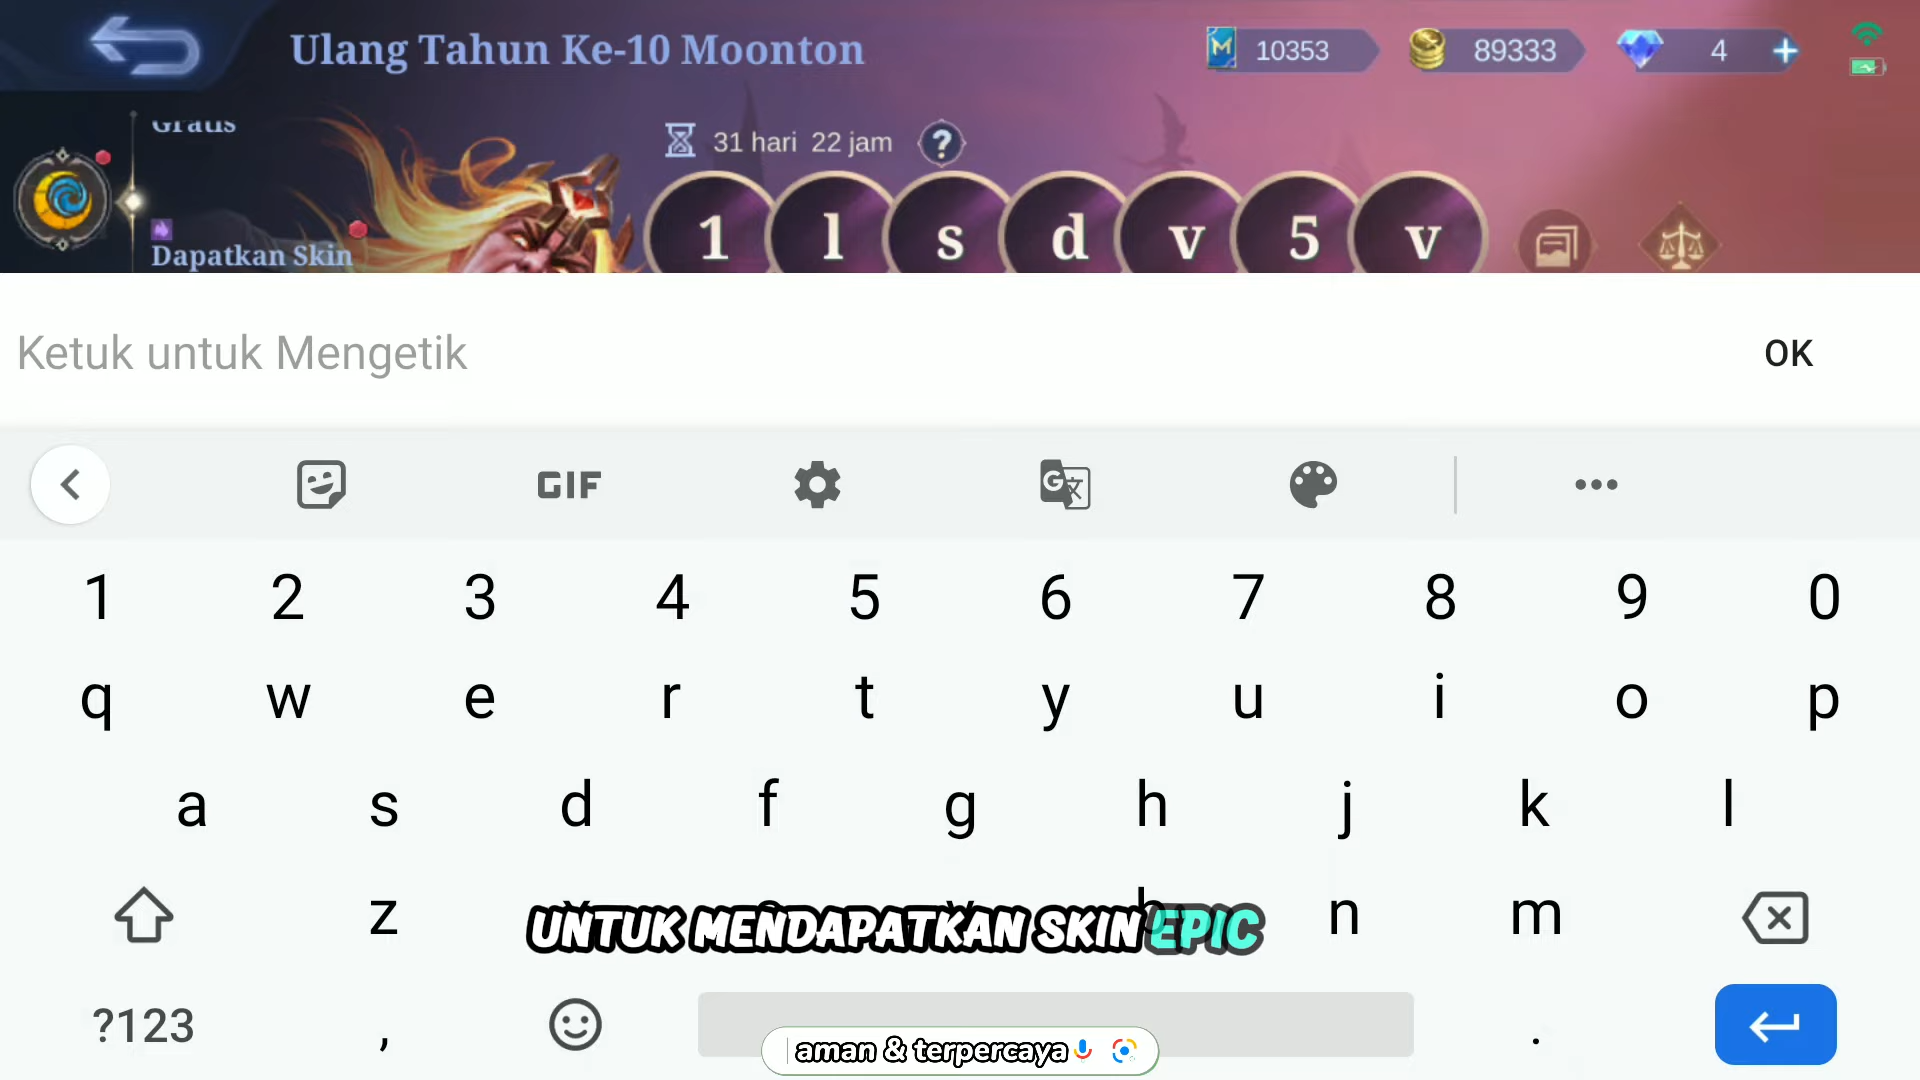 Ulang Tahun Ke-10 Moonton
10353
89333
4
Gratis
31 hari 22 jam
?
1 l s d v 5 v
Dapatkan Skin
Ketuk untuk Mengetik
OK
GIF
1 2 3 4 5 6 7 8 9 0
q w e r t y u i o p
a s d f g h j k l
z n m
UNTUK MENDAPATKAN SKIN EPIC
?123 , .
aman & terpercaya